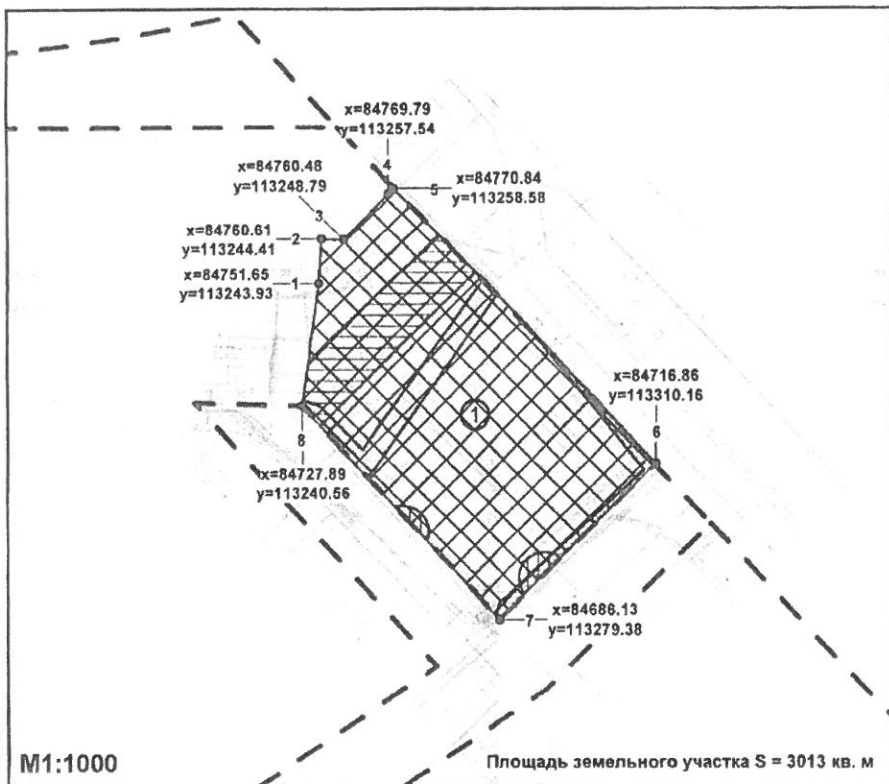 x=84769.79
y=113257.54
4
x=84760.48
y=113248.79
5
x=84770.84
y=113258.58
3
x=84760.61
y=113244.41
2
x=84751.65
y=113243.93
1
x=84716.86
y=113310.16
1
6
8
x=84727.89
y=113240.56
7
x=84686.13
y=113279.38
М1:1000
Площадь земельного участка S = 3013 кв. м